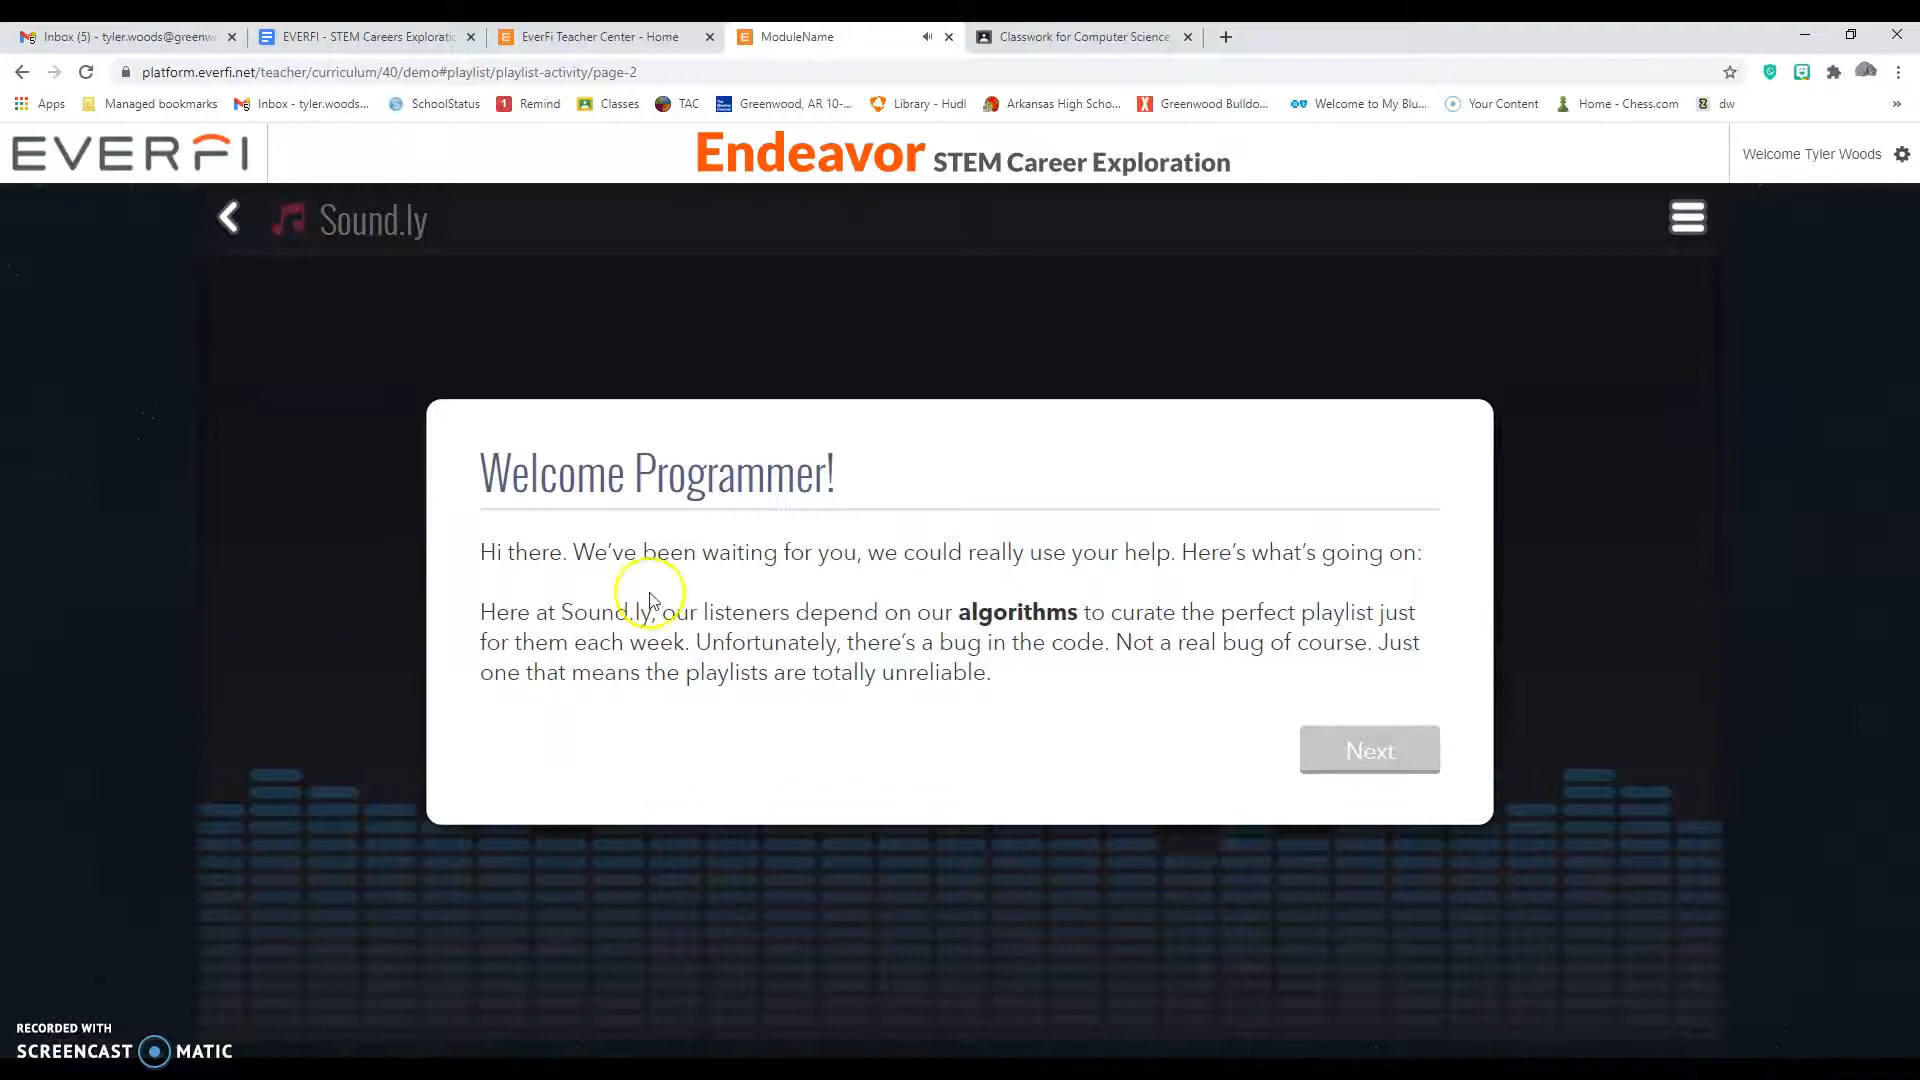 Inbox (5) - tyler.woods@greenw
EVERFI - STEM Careers Exploratio
EverFi Teacher Center - Home
ModuleName
Classwork for Computer Science
platform.everfi.net/teacher/curriculum/40/demo#playlist/playlist-activity/page-2
Apps
Managed bookmarks
Inbox - tyler.woods...
SchoolStatus
Remind
Classes
TAC
Greenwood, AR 10-...
Library - Hudl
Arkansas High Scho...
Greenwood Bulldo...
Welcome to My Blu...
Your Content
Home - Chess.com
dw
EVERFI
Endeavor STEM Career Exploration
Welcome Tyler Woods
Sound.ly
Welcome Programmer!
Hi there. We've been waiting for you, we could really use your help. Here's what's going on:
Here at Sound.ly, our listeners depend on our algorithms to curate the perfect playlist just
for them each week. Unfortunately, there's a bug in the code. Not a real bug of course. Just
one that means the playlists are totally unreliable.
Next
RECORDED WITH
SCREENCAST MATIC